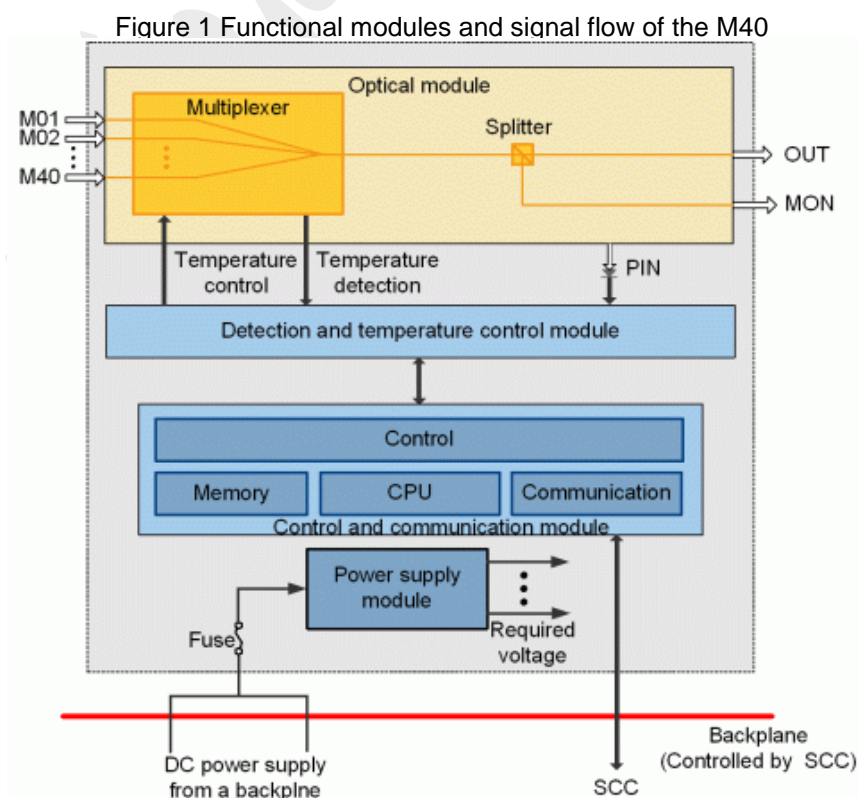 Figure 1 Functional modules and signal flow of the M40
Optical module
Multiplexer
Splitter
M01
M02
M40
OUT
MON
Temperature
control
Temperature
detection
PIN
Detection and temperature control module
Control
Memory
CPU
Communication
Control and communication module
Power supply
module
Fuse
Required
voltage
Backplane
(Controlled by SCC)
DC power supply
from a backplne
SCC